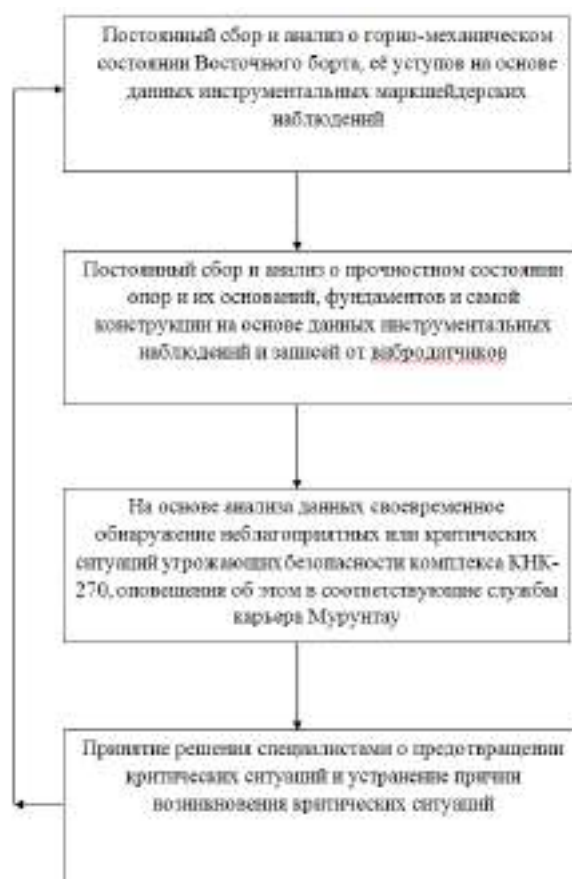 Постоянный сбор и анализ о горно-механическом
состоянии Восточного борта, её уступов на основе
данных инструментальных маркшейдерских
наблюдений
Постоянный сбор и анализ о прочностном состоянии
опор и их оснований, фундаментов и самой
конструкции на основе данных инструментальных
наблюдений и записей от вибродатчиков
На основе анализа данных своевременное
обнаружение неблагоприятных или критических
ситуаций угрожающих безопасности комплекса КНК-
270, оповещения об этом в соответствующие службы
карьера Мурунтау
Принятие решения специалистами о предотвращении
критических ситуаций и устранение причин
возникновения критических ситуаций